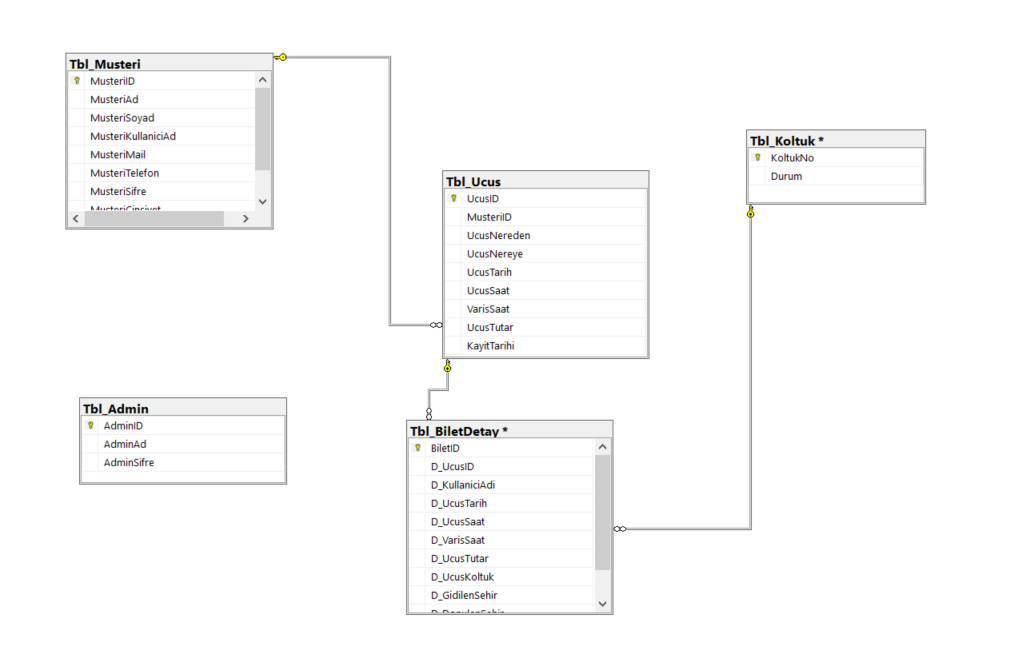 Tbl_Musteri
MusteriID
MusteriAd
MusteriSoyad
MusteriKullaniciAd
MusteriMail
MusteriTelefon
MusteriSifre
MusteriCinsiyet
Tbl_Ucus
UcusID
MusteriID
UcusNereden
UcusNereye
UcusTarih
UcusSaat
VarisSaat
UcusTutar
KayitTarihi
Tbl_Koltuk *
KoltukNo
Durum
Tbl_Admin
AdminID
AdminAd
AdminSifre
Tbl_BiletDetay *
BiletID
D_UcusID
D_KullaniciAdi
D_UcusTarih
D_UcusSaat
D_VarisSaat
D_UcusTutar
D_UcusKoltuk
D_GidilenSehir